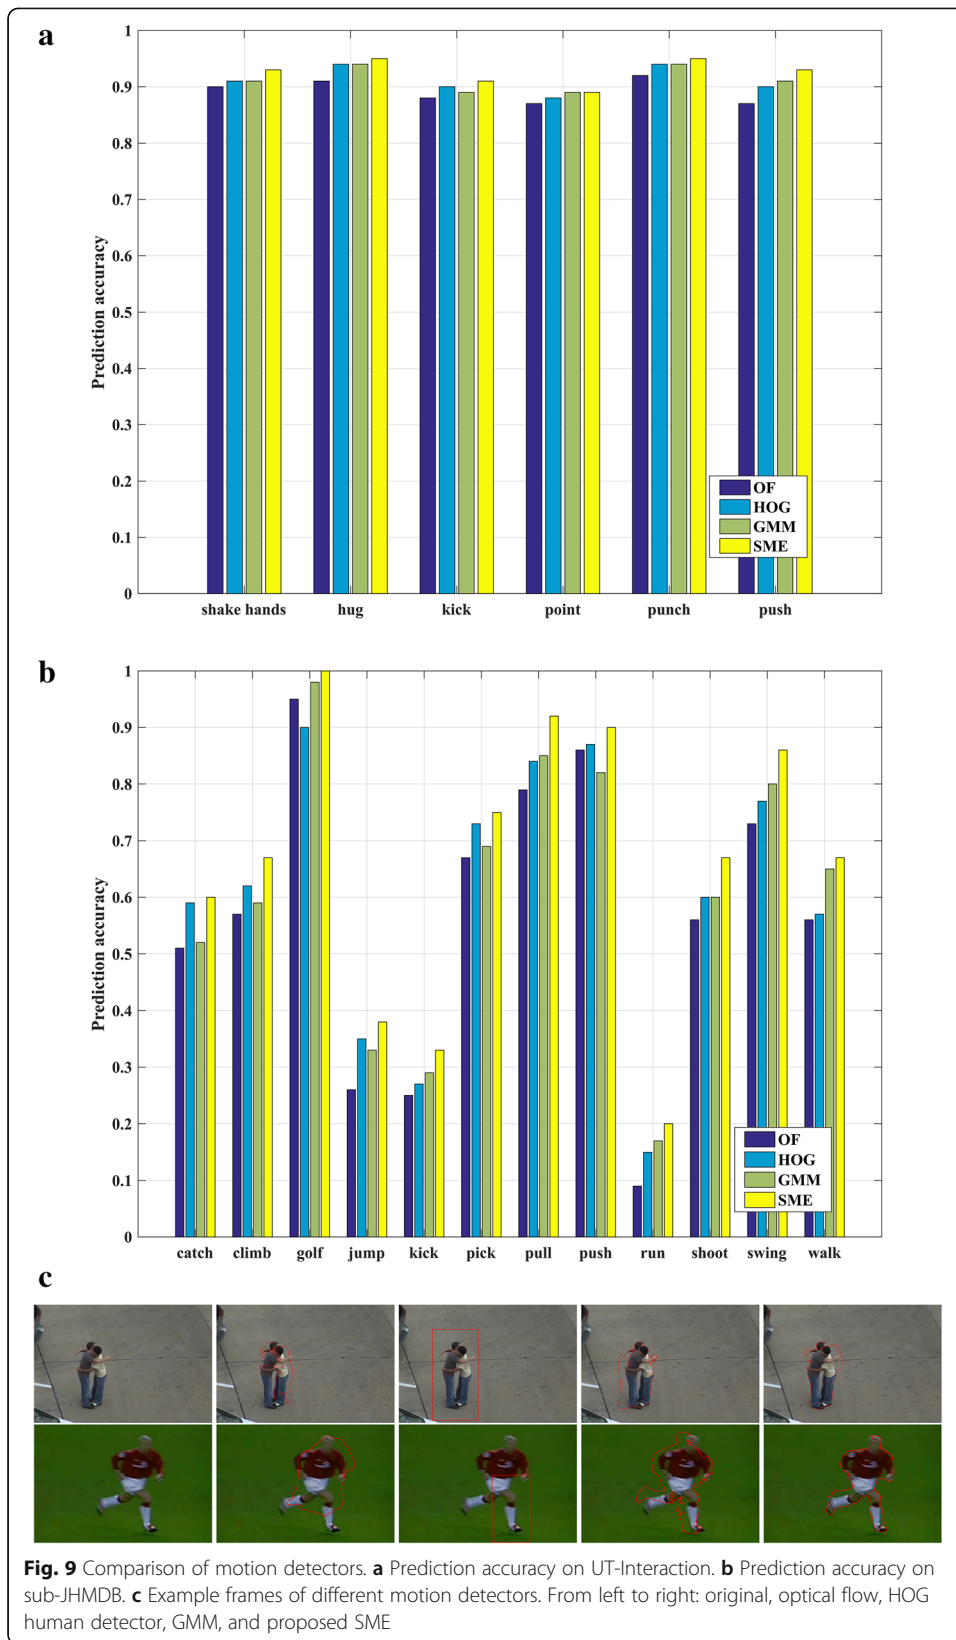 a
1
0.9
0.8
0.7
0.6
0.5
0.4
0.3
0.2
0.1
0
Prediction accuracy
OF
HOG
GMM
SME
shake hands hug kick point punch push
b
1
0.9
0.8
0.7
0.6
0.5
0.4
0.3
0.2
0.1
0
Prediction accuracy
OF
HOG
GMM
SME
catch climb golf jump kick pick pull push run shoot swing walk
c
Fig. 9 Comparison of motion detectors. a Prediction accuracy on UT-Interaction. b Prediction accuracy on
sub-JHMDB. c Example frames of different motion detectors. From left to right: original, optical flow, HOG
human detector, GMM, and proposed SME